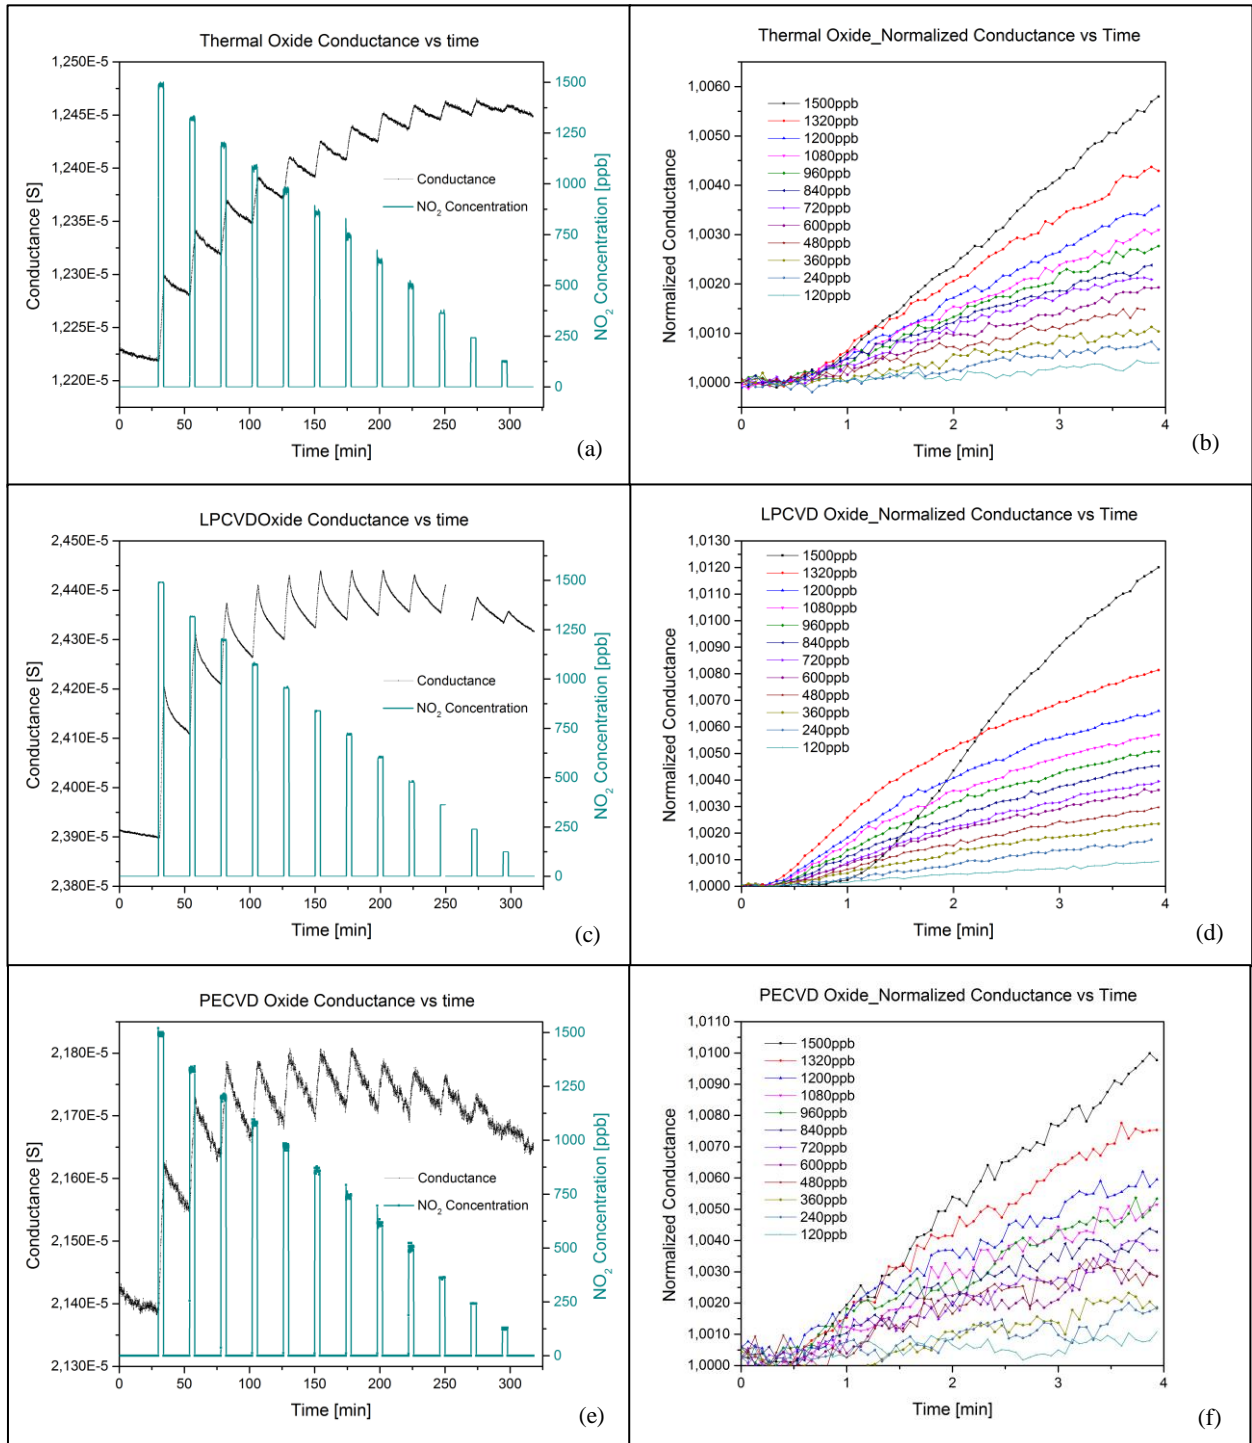 Thermal Oxide Conductance vs time
1,250E-5
1,245E-5
1,240E-5
1,235E-5
1,230E-5
1,225E-5
1,220E-5
Conductance [S]
1500
1250
1000
750
500
250
0
NO2 Concentration [ppb]
Conductance
NO2 Concentration
0 50 100 150 200 250 300
Time [min]
(a)
Thermal Oxide_Normalized Conductance vs Time
1,0060
1,0050
1,0040
1,0030
1,0020
1,0010
1,0000
Normalized Conductance
1500ppb
1320ppb
1200ppb
1080ppb
960ppb
840ppb
720ppb
600ppb
480ppb
360ppb
240ppb
120ppb
0 1 2 3 4
Time [min]
(b)
LPCVDOxide Conductance vs time
2,450E-5
2,440E-5
2,430E-5
2,420E-5
2,410E-5
2,400E-5
2,390E-5
2,380E-5
Conductance [S]
1500
1250
1000
750
500
250
0
NO2 Concentration [ppb]
Conductance
NO2 Concentration
0 50 100 150 200 250 300
Time [min]
(c)
LPCVD Oxide_Normalized Conductance vs Time
1,0130
1,0120
1,0110
1,0100
1,0090
1,0080
1,0070
1,0060
1,0050
1,0040
1,0030
1,0020
1,0010
1,0000
Normalized Conductance
1500ppb
1320ppb
1200ppb
1080ppb
960ppb
840ppb
720ppb
600ppb
480ppb
360ppb
240ppb
120ppb
0 1 2 3 4
Time [min]
(d)
PECVD Oxide Conductance vs time
2,180E-5
2,170E-5
2,160E-5
2,150E-5
2,140E-5
2,130E-5
Conductance [S]
1500
1250
1000
750
500
250
0
NO2 Concentration [ppb]
Conductance
NO2 Concentration
0 50 100 150 200 250 300
Time [min]
(e)
PECVD Oxide_Normalized Conductance vs Time
1,0110
1,0100
1,0090
1,0080
1,0070
1,0060
1,0050
1,0040
1,0030
1,0020
1,0010
1,0000
Normalized Conductance
1500ppb
1320ppb
1200ppb
1080ppb
960ppb
840ppb
720ppb
600ppb
480ppb
360ppb
240ppb
120ppb
0 1 2 3 4
Time [min]
(f)